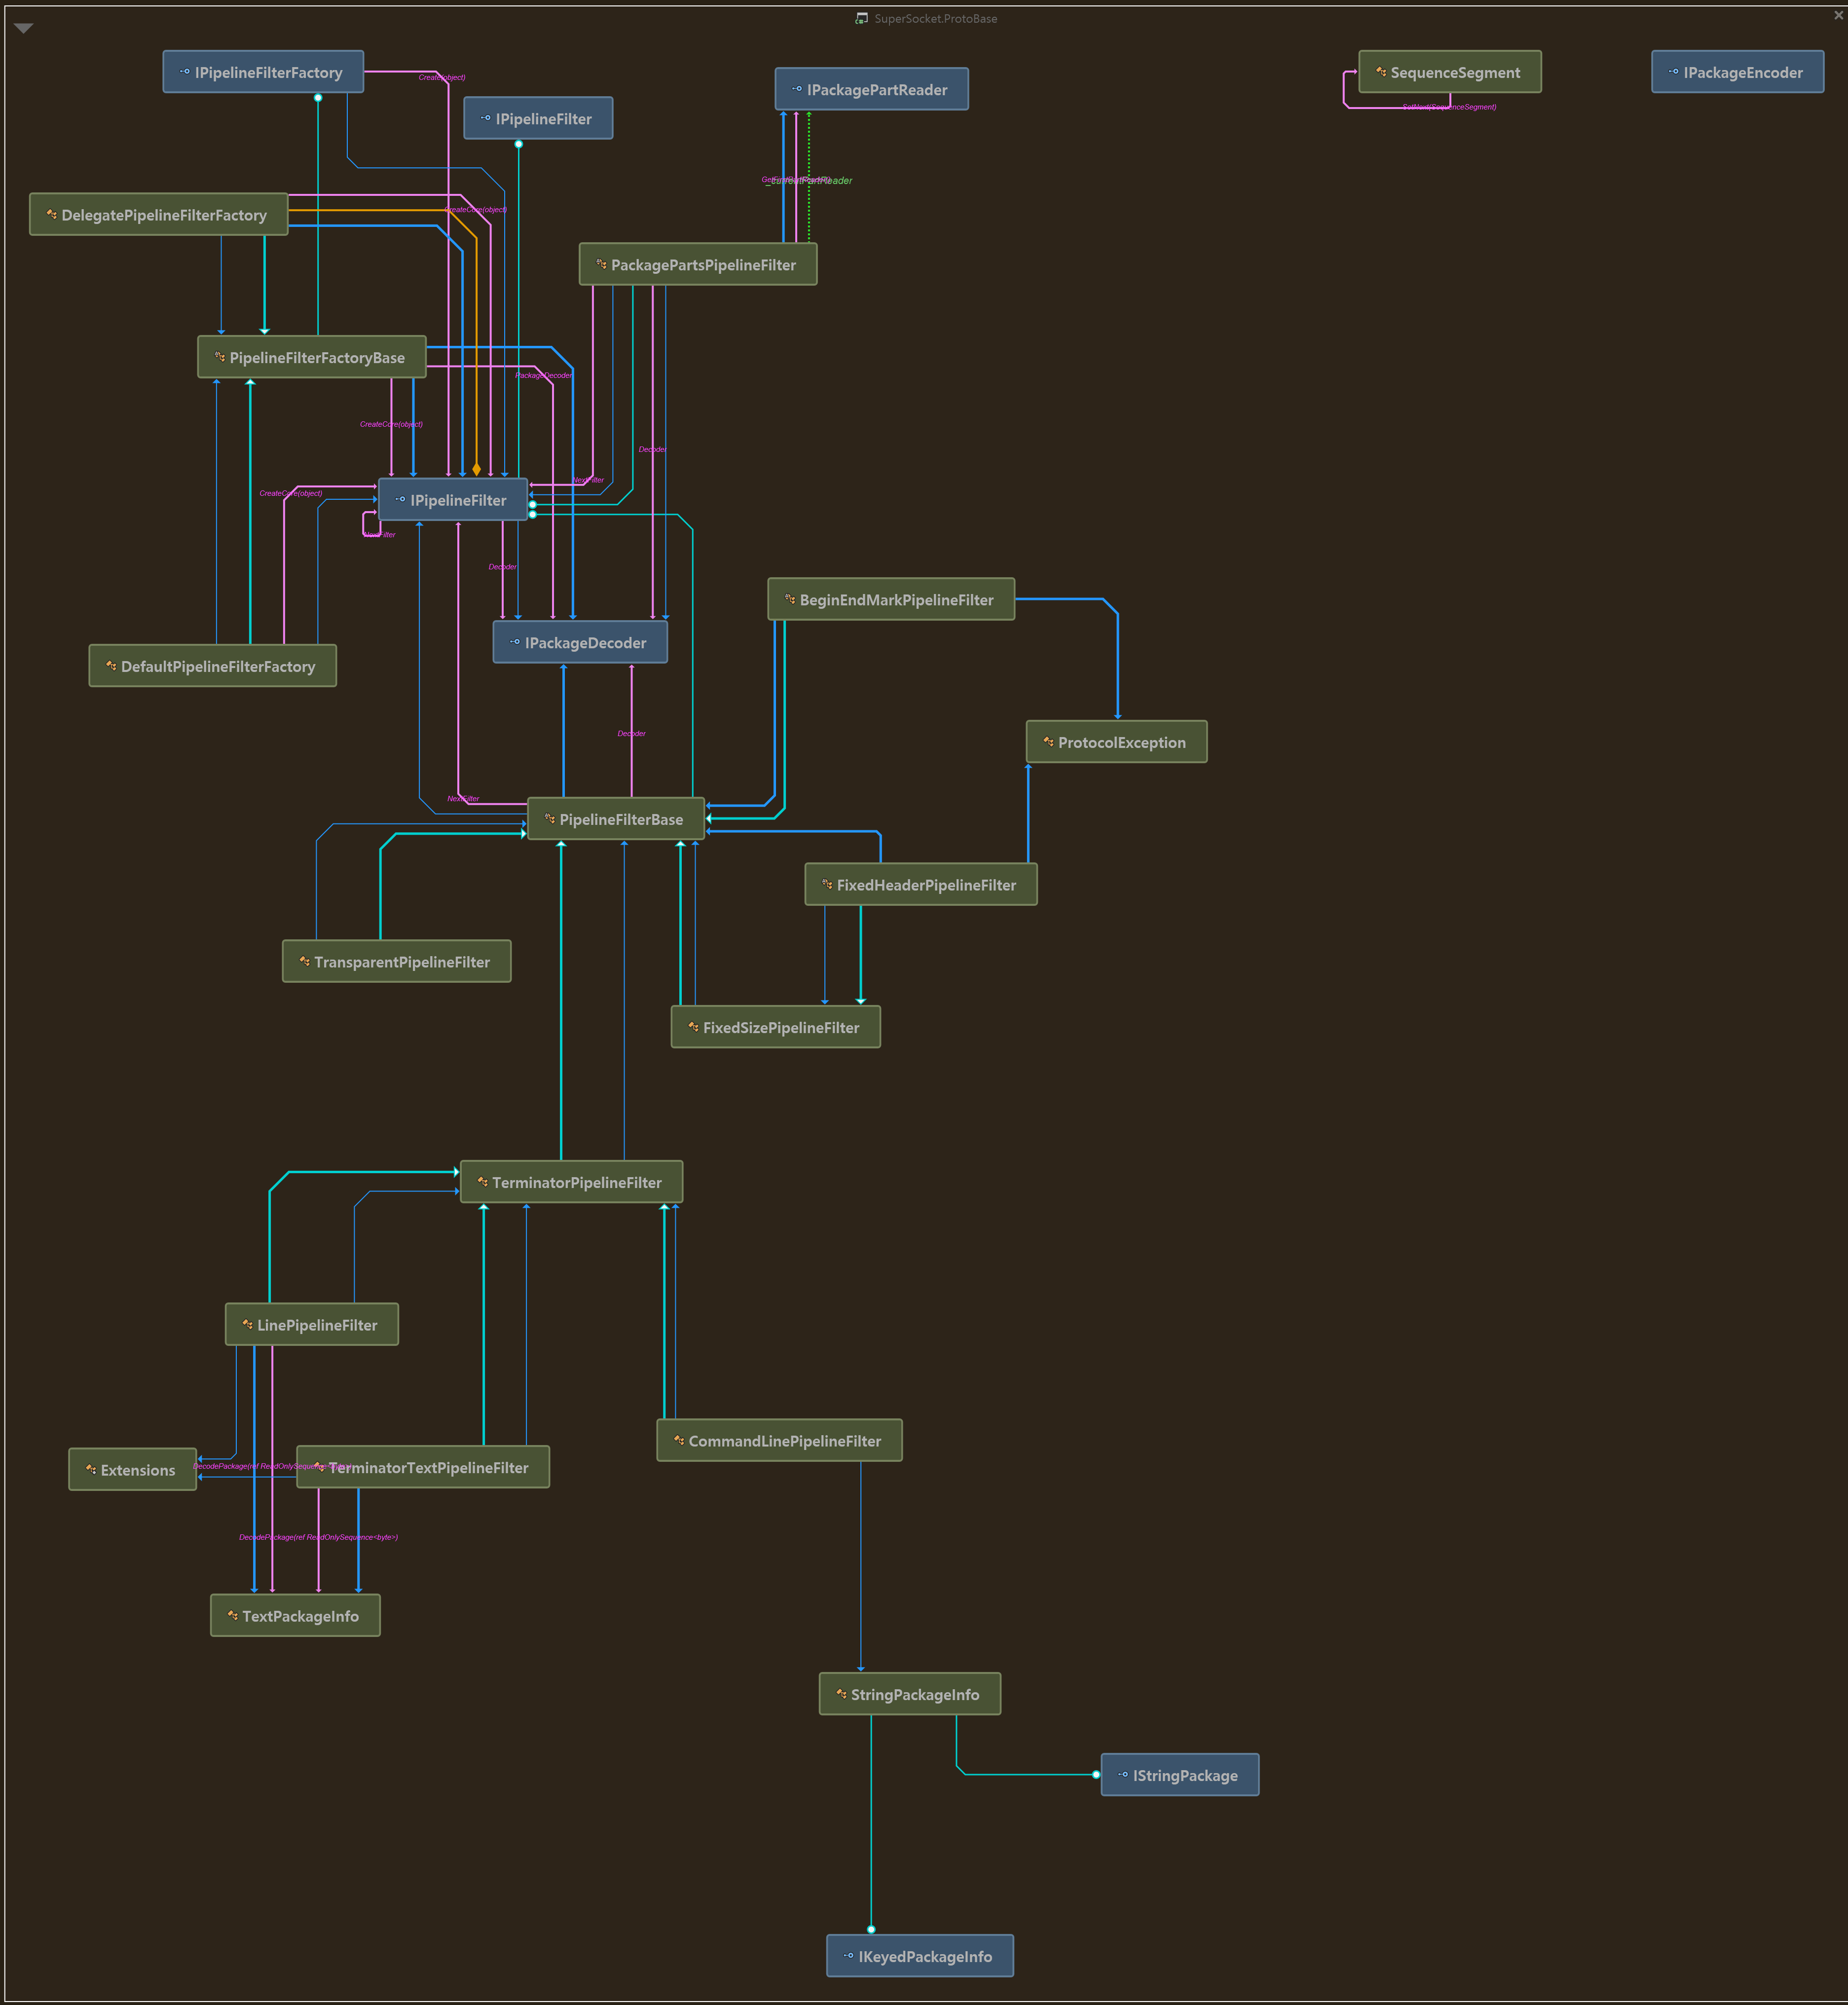 SuperSocket.ProtoBase
IPipelineFilterFactory
Create(object)
SequenceSegment
SetNext(SequenceSegment)
IPackageEncoder
IPackagePartReader
IPipelineFilter
_currentPartReader
DelegatePipelineFilterFactory
CreateCore(object)
PackagePartsPipelineFilter
PipelineFilterFactoryBase
PackageDecoder
CreateCore(object)
Decoder
NextFilter
CreateCore(object)
IPipelineFilter
NextFilter
Decoder
BeginEndMarkPipelineFilter
IPackageDecoder
DefaultPipelineFilterFactory
Decoder
ProtocolException
NextFilter
PipelineFilterBase
FixedHeaderPipelineFilter
TransparentPipelineFilter
FixedSizePipelineFilter
TerminatorPipelineFilter
LinePipelineFilter
CommandLinePipelineFilter
Extensions
DecodePackage(ref ReadOnlySequence
TerminatorTextPipelineFilter
DecodePackage(ref ReadOnlySequence<byte>)
TextPackageInfo
StringPackageInfo
IStringPackage
IKeyedPackageInfo